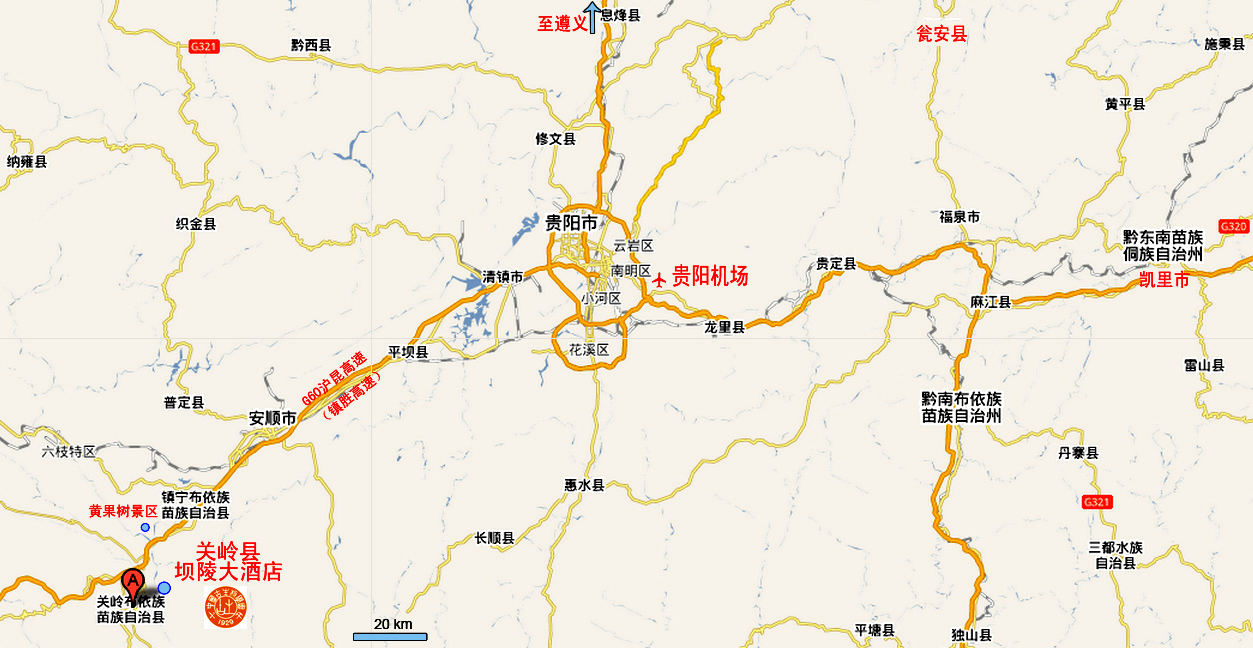 至遵义
息烽县
瓮安县
G321
黔西县
施秉县
黄平县
修文县
纳雍县
织金县
贵阳市
福泉市
G320
云岩区
黔东南苗族
侗族自治州
南明区
贵阳机场
贵定县
清镇市
凯里市
小河区
麻江县
龙里县
平坝县
花溪区
G60沪昆高速
（镇胜高速）
雷山县
普定县
安顺市
黔南布依族
苗族自治州
六枝特区
丹寨县
惠水县
镇宁布依族
苗族自治县
黄果树景区
G321
长顺县
关岭县
坝陵大酒店
三都水族
自治县
A
关岭布依族
苗族自治县
1929
20 km
平塘县
独山县